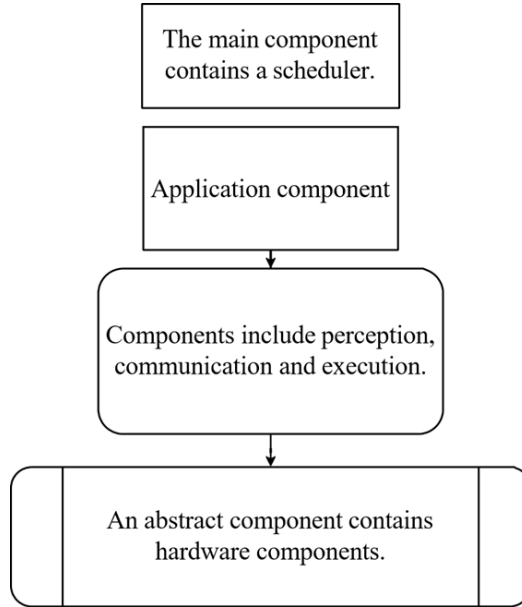 The main component
contains a scheduler.
Application component
Components include perception,
communication and execution.
An abstract component contains
hardware components.